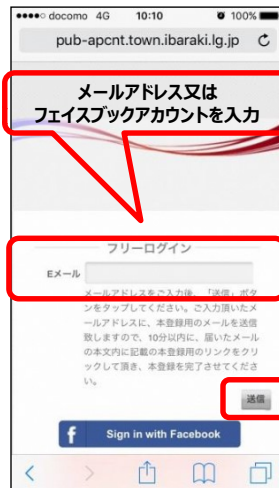 docomo 4G 10:10 100%
pub-apcnt.town.ibaraki.lg.jp
メールアドレス又は
フェイスブックアカウントを入力
フリーログイン
Eメール
メールアドレスをご入力後、「送信」ボタ
ンをタップしてください。ご入力頂いたメ
ールアドレスに、本登録用のメールを送信
致しますので、10分以内に、届いたメール
の本文内に記載の本登録用のリンクをクリ
ックして頂き、本登録を完了させてくださ
い。
送信
f Sign in with Facebook